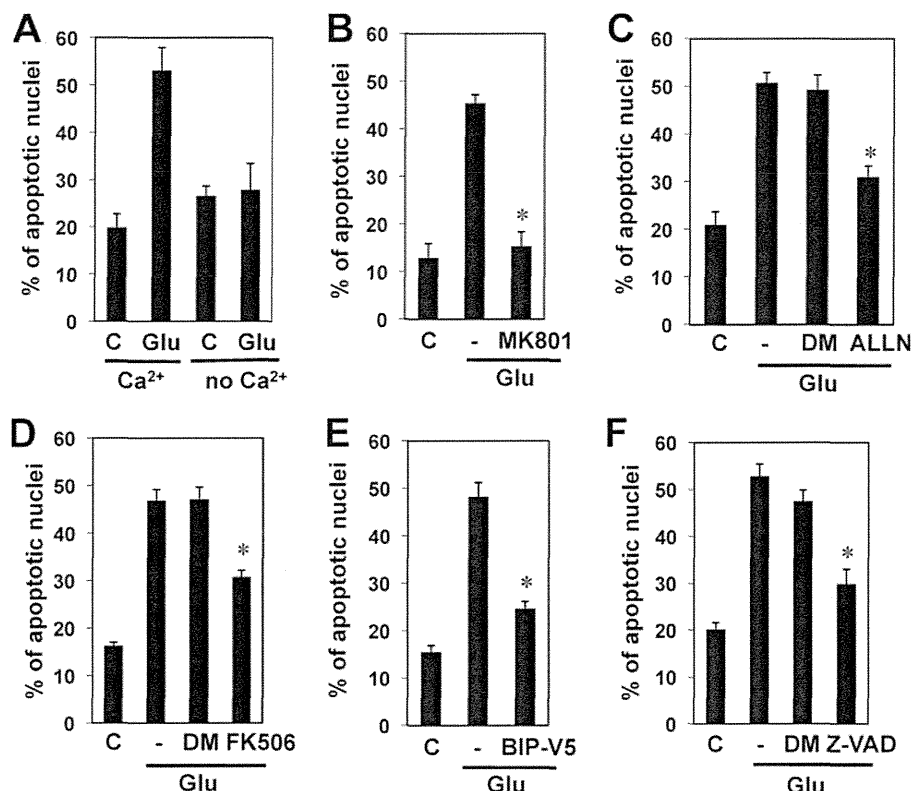 A
% of apoptotic nuclei
60
50
40
30
20
10
0
C Glu C Glu
Ca²⁺ no Ca²⁺
B
% of apoptotic nuclei
60
50
40
30
20
10
0
*
C - MK801
Glu
C
% of apoptotic nuclei
60
50
40
30
20
10
0
*
C - DM ALLN
Glu
D
% of apoptotic nuclei
60
50
40
30
20
10
0
*
C - DM FK506
Glu
E
% of apoptotic nuclei
60
50
40
30
20
10
0
*
C - BIP-V5
Glu
F
% of apoptotic nuclei
60
50
40
30
20
10
0
*
C - DM Z-VAD
Glu